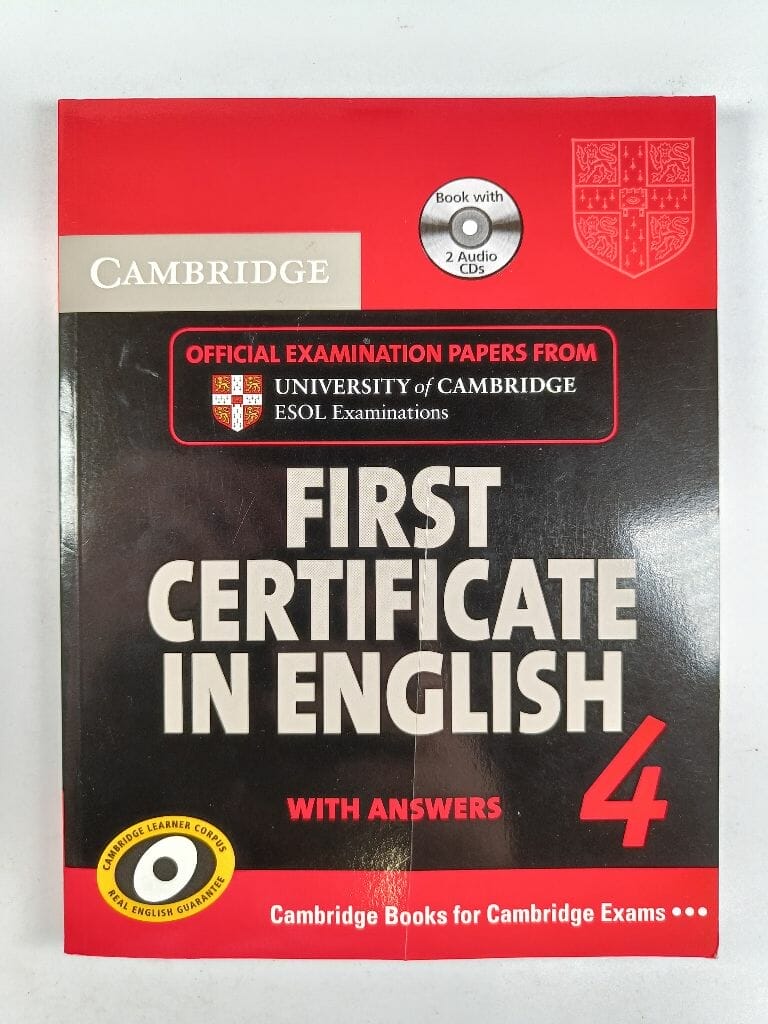 Book with
2 Audio
CDs
CAMBRIDGE
OFFICIAL EXAMINATION PAPERS FROM
UNIVERSITY of CAMBRIDGE
ESOL Examinations
FIRST
CERTIFICATE
IN ENGLISH
4
WITH ANSWERS
CAMBRIDGE LEARNER CORPUS
REAL ENGLISH GUARANTEE
Cambridge Books for Cambridge Exams •••